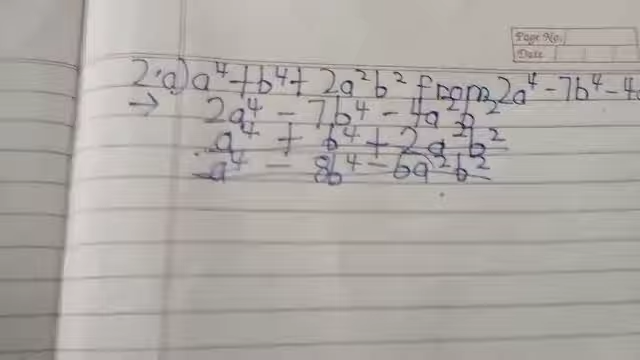 Page No.
Date
2.a) a⁴ + b⁴ + 2a²b² from 2a⁴ - 7b⁴ - 4a
→ 2a⁴ - 7b⁴ - 4a²b²
a⁴ + b⁴ + 2a²b²
a⁴ - 8b⁴ - 6a²b²